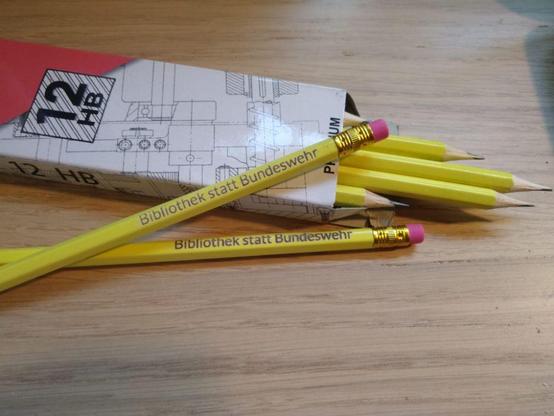 12
HB
12 HB
PREMIUM
Bibliothek statt Bundeswehr
Bibliothek statt Bundeswehr